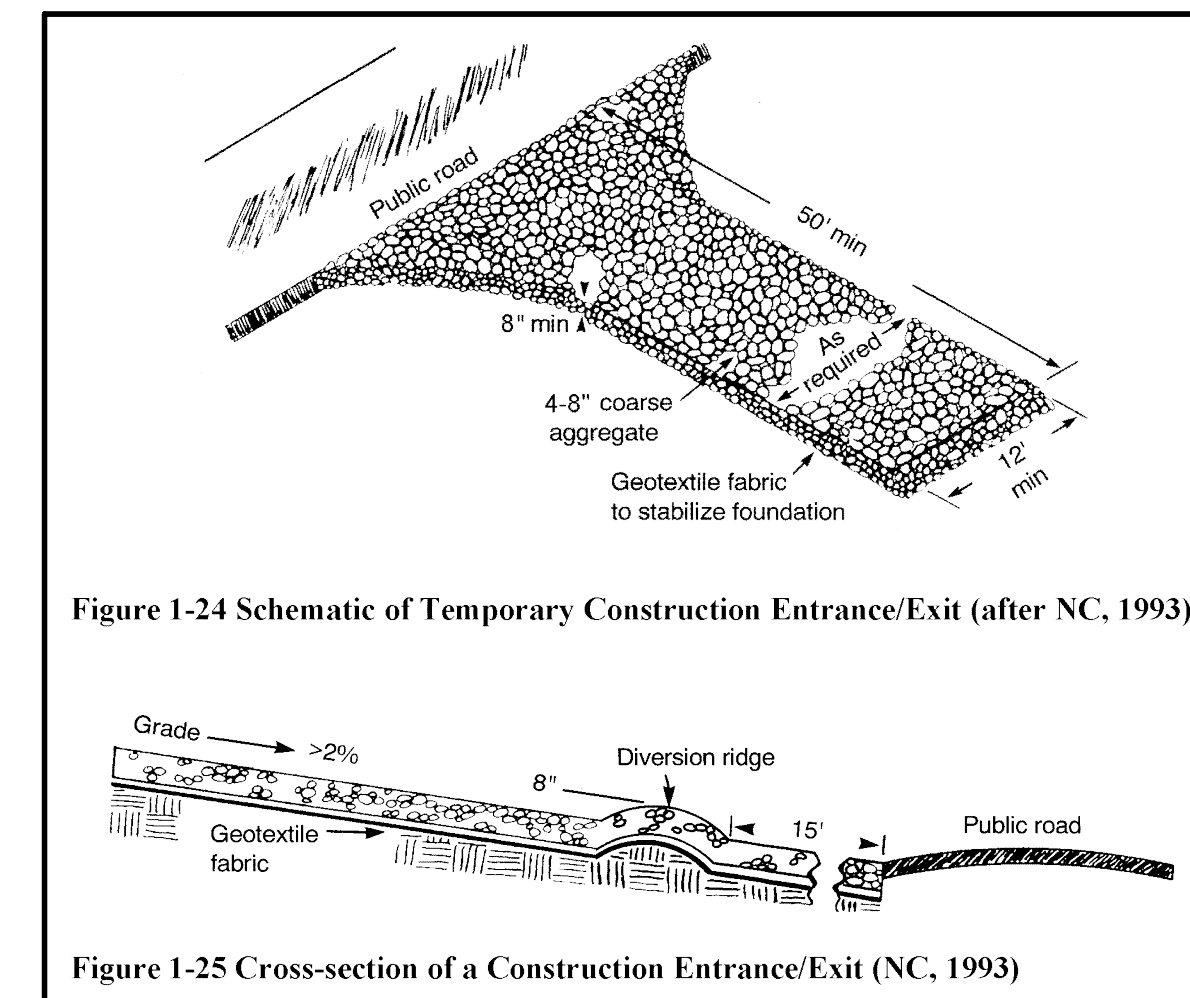 Public road
50' min
8" min
As
required
4-8" coarse
aggregate
12'
min
Geotextile fabric
to stabilize foundation
Figure 1-24 Schematic of Temporary Construction Entrance/Exit (after NC, 1993)
Grade
>2%
Diversion ridge
8"
15'
Public road
Geotextile
fabric
Figure 1-25 Cross-section of a Construction Entrance/Exit (NC, 1993)